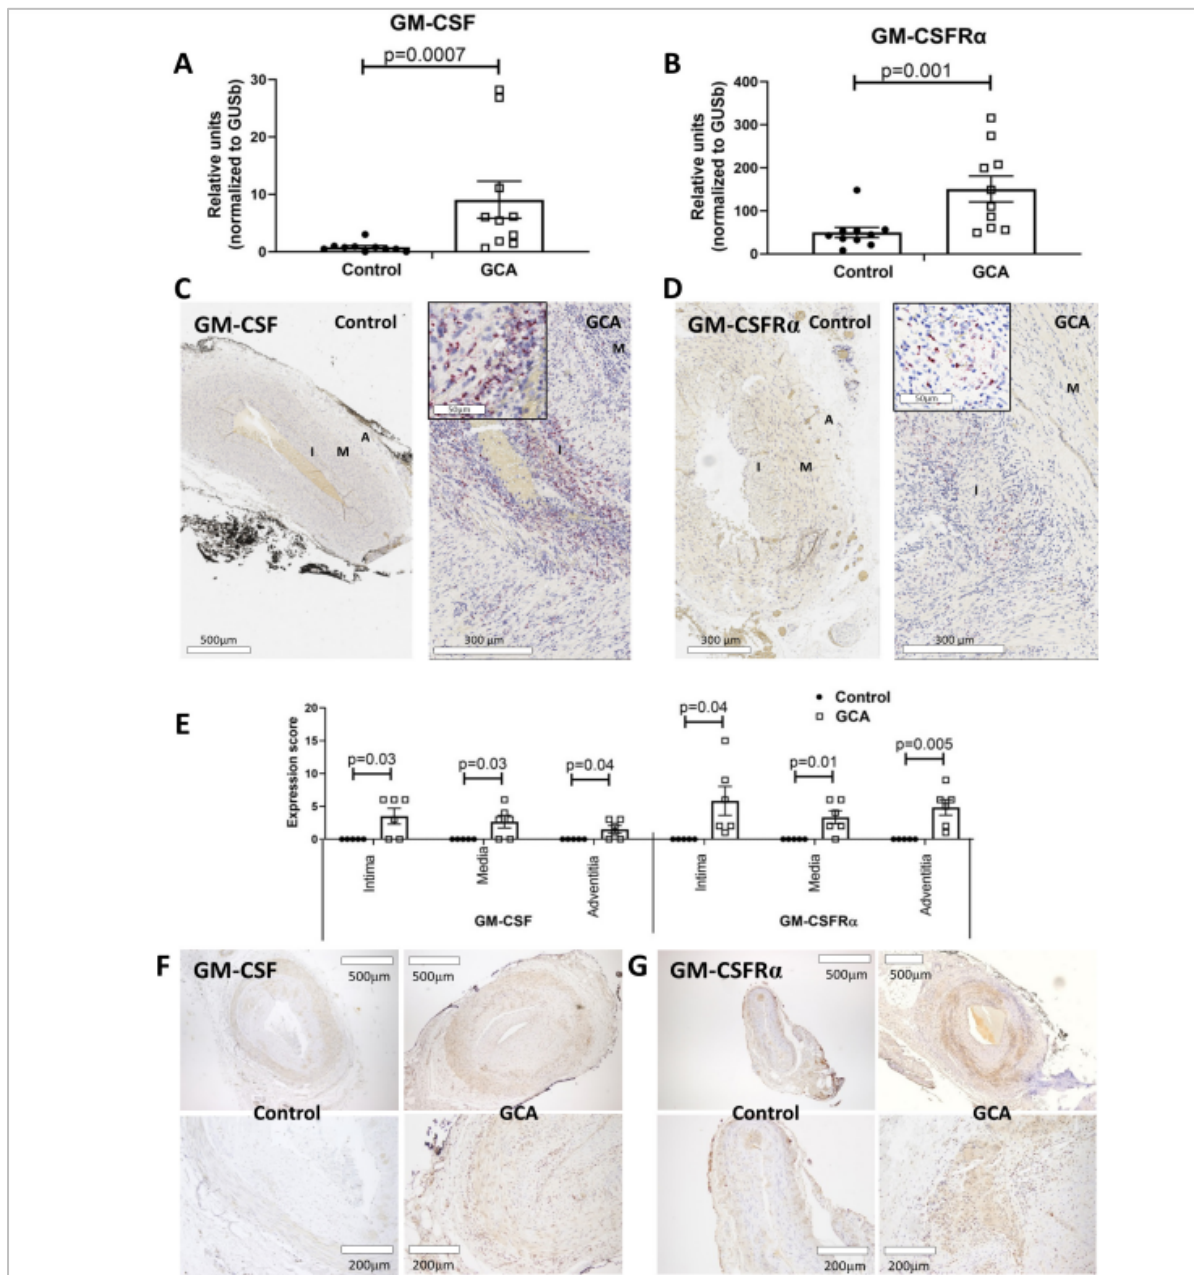 GM-CSF
A
p=0.0007
Relative units
(normalized to GUSb)
30
20
10
0
Control
GCA
GM-CSFRα
B
p=0.001
Relative units
(normalized to GUSb)
400
300
200
100
0
Control
GCA
C
GM-CSF
Control
I
M
A
500µm
GCA
M
50µm
I
300 µm
D
GM-CSFRα
Control
A
I
M
300 µm
GCA
M
50µm
I
300 µm
E
Expression score
20
15
10
5
0
Control
GCA
p=0.03
p=0.03
p=0.04
p=0.04
p=0.01
p=0.005
Intima
Media
Adventitia
Intima
Media
Adventitia
GM-CSF
GM-CSFRα
F
GM-CSF
500µm
500µm
Control
GCA
200µm
200µm
G
GM-CSFRα
500µm
500µm
Control
GCA
200µm
200µm